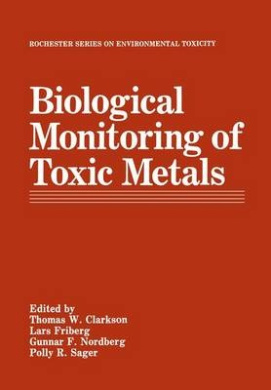 ROCHESTER SERIES ON ENVIRONMENTAL TOXICITY
Biological
Monitoring of
Toxic Metals
Edited by
Thomas W. Clarkson
Lars Friberg
Gunnar F. Nordberg
Polly R. Sager